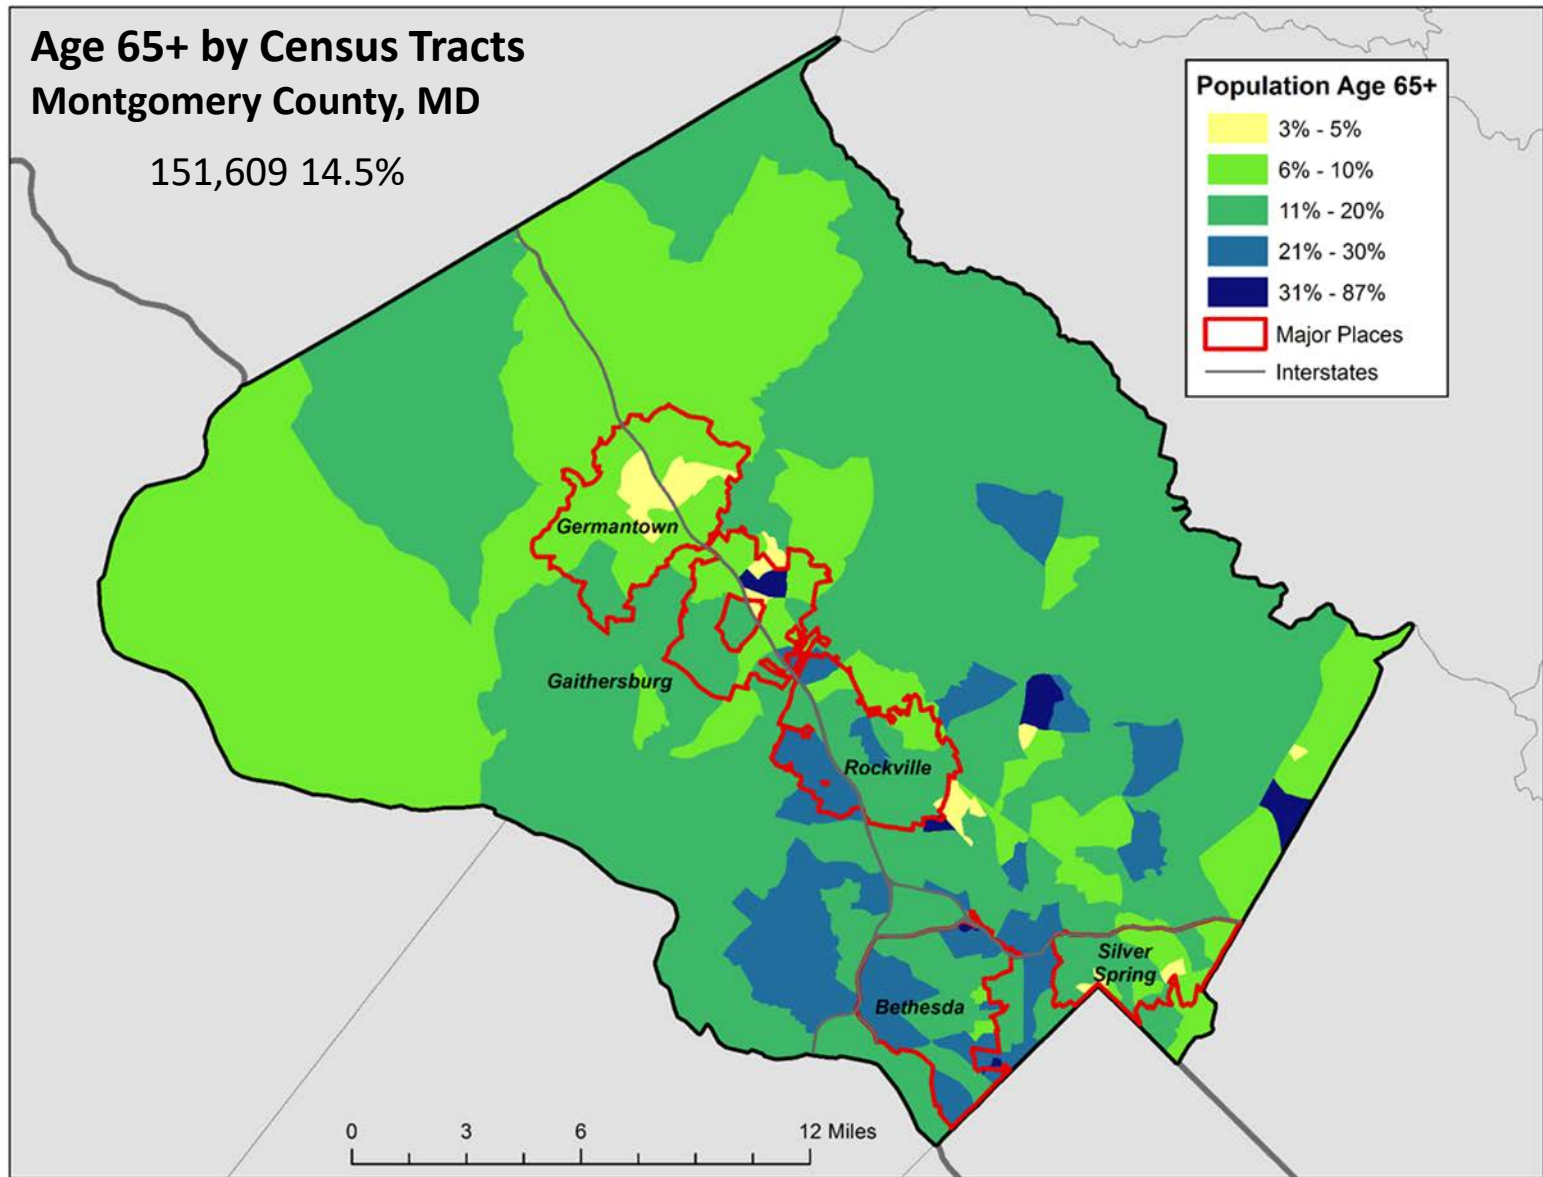 Age 65+ by Census Tracts
Montgomery County, MD
151,609 14.5%
Population Age 65+
3% - 5%
6% - 10%
11% - 20%
21% - 30%
31% - 87%
Major Places
Interstates
Germantown
Gaithersburg
Rockville
Silver
Spring
Bethesda
0 3 6 12 Miles